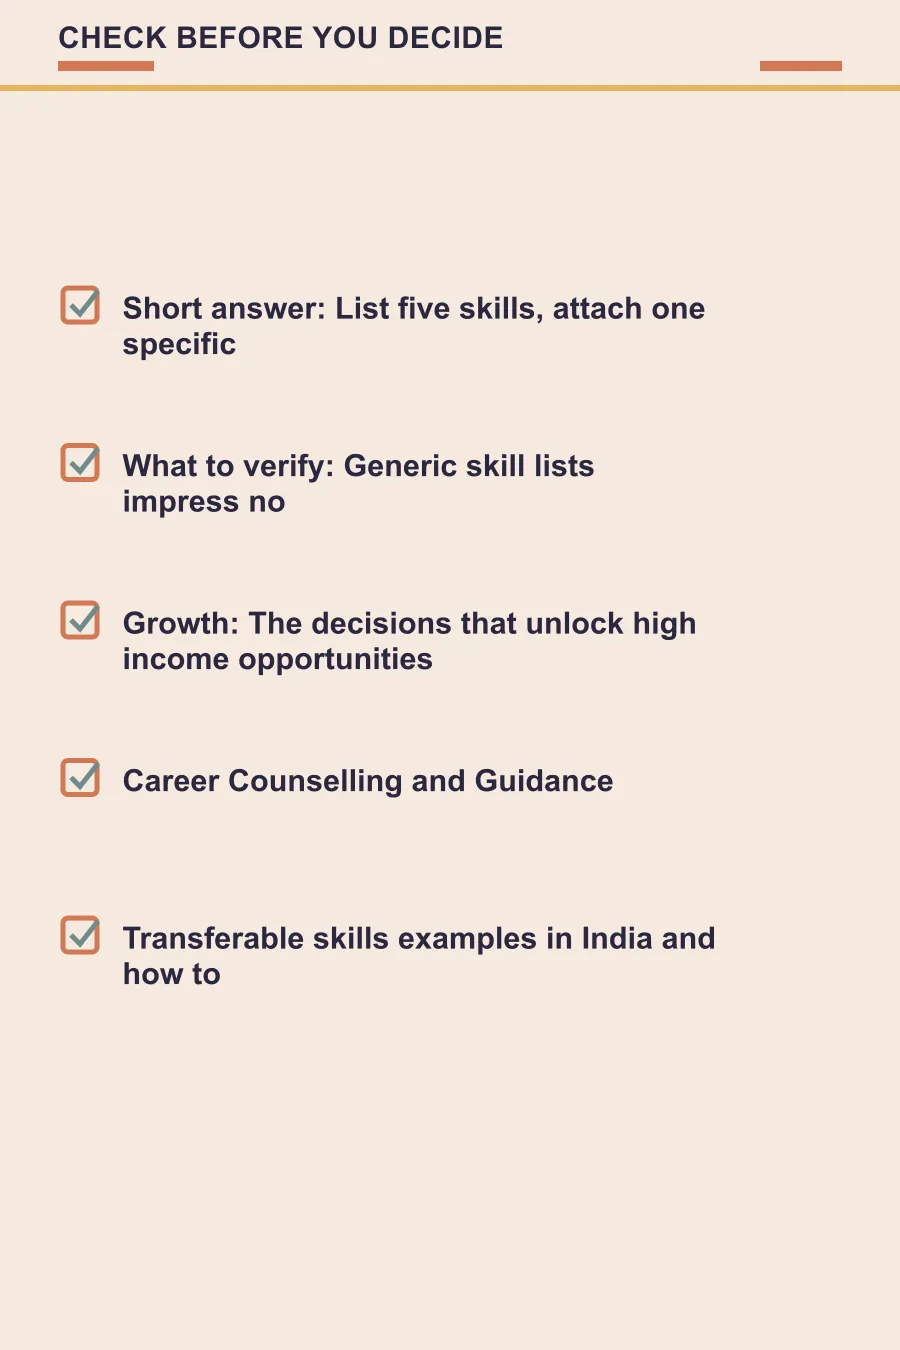 CHECK BEFORE YOU DECIDE
Short answer: List five skills, attach one
specific
What to verify: Generic skill lists
impress no
Growth: The decisions that unlock high
income opportunities
Career Counselling and Guidance
Transferable skills examples in India and
how to